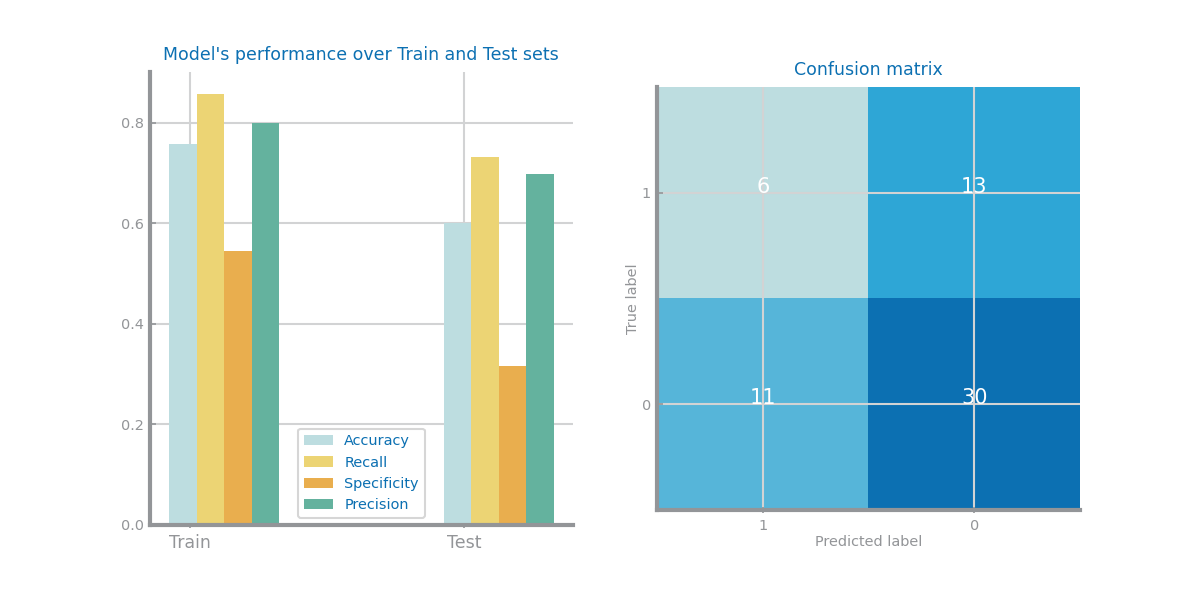 Model's performance over Train and Test sets
0.8
0.6
0.4
0.2
0.0
Accuracy
Recall
Specificity
Precision
Train
Test
Confusion matrix
True label
1
0
6
13
11
30
1
0
Predicted label